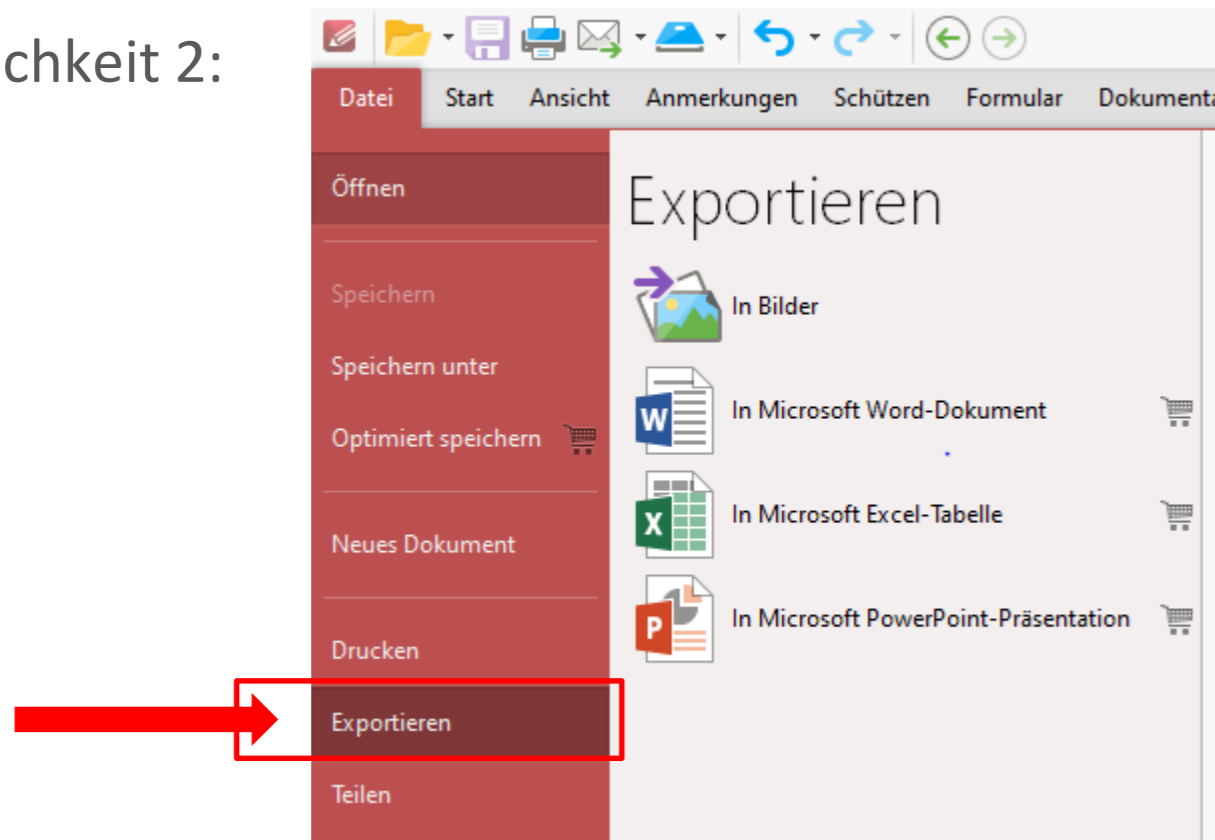 chkeit 2:
Datei Start Ansicht Anmerkungen Schützen Formular Dokumenta
Öffnen
Speichern
Speichern unter
Optimiert speichern
Neues Dokument
Drucken
Exportieren
Teilen
Exportieren
In Bilder
W
In Microsoft Word-Dokument
X
In Microsoft Excel-Tabelle
P
In Microsoft PowerPoint-Präsentation